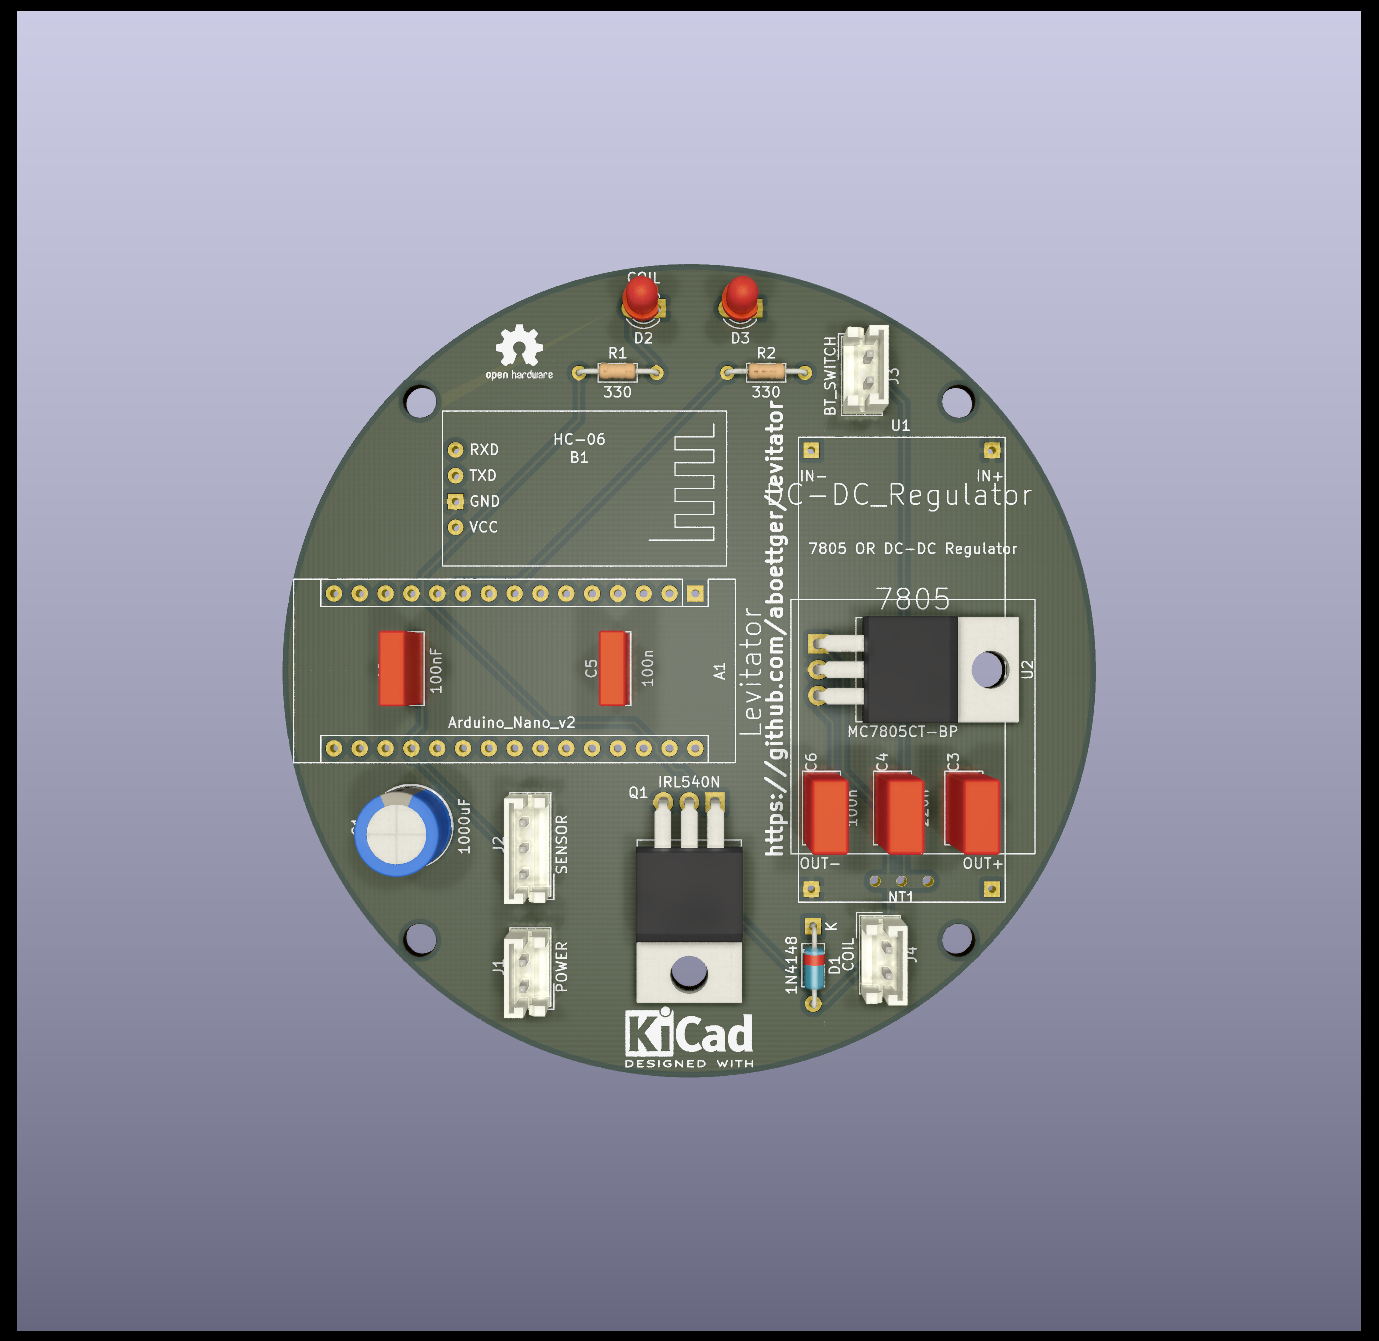 COIL
D2
D3
open hardware
R1
330
R2
330
BT_SWITCH
J3
U1
HC-06
B1
RXD
TXD
GND
VCC
IN-
IN+
DC-DC_Regulator
7805 OR DC-DC Regulator
7805
https://github.com/aboettger/levitator
Levitator
100nF
C5
100n
A1
Arduino_Nano_v2
U2
MC7805CT-BP
C6
100n
C4
C3
OUT-
OUT+
NT1
1000uF
J2
SENSOR
Q1
IRL540N
J1
POWER
1N4148
D1
K
COIL
J4
KiCad
DESIGNED WITH